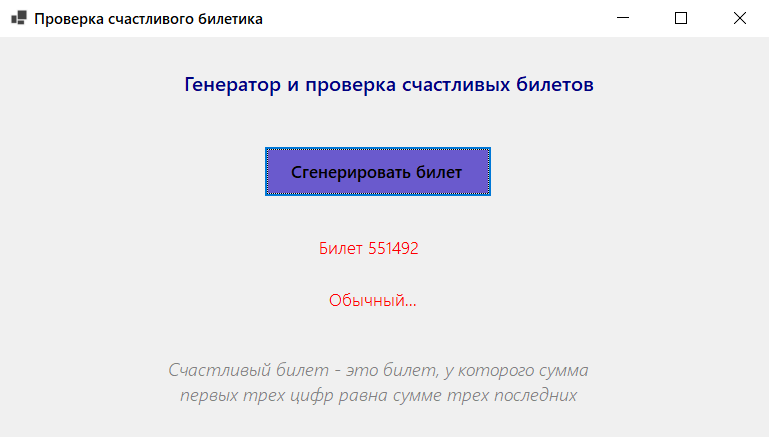 Проверка счастливого билетика
Генератор и проверка счастливых билетов
Сгенерировать билет
Билет 551492
Обычный...
Счастливый билет - это билет, у которого сумма
первых трех цифр равна сумме трех последних